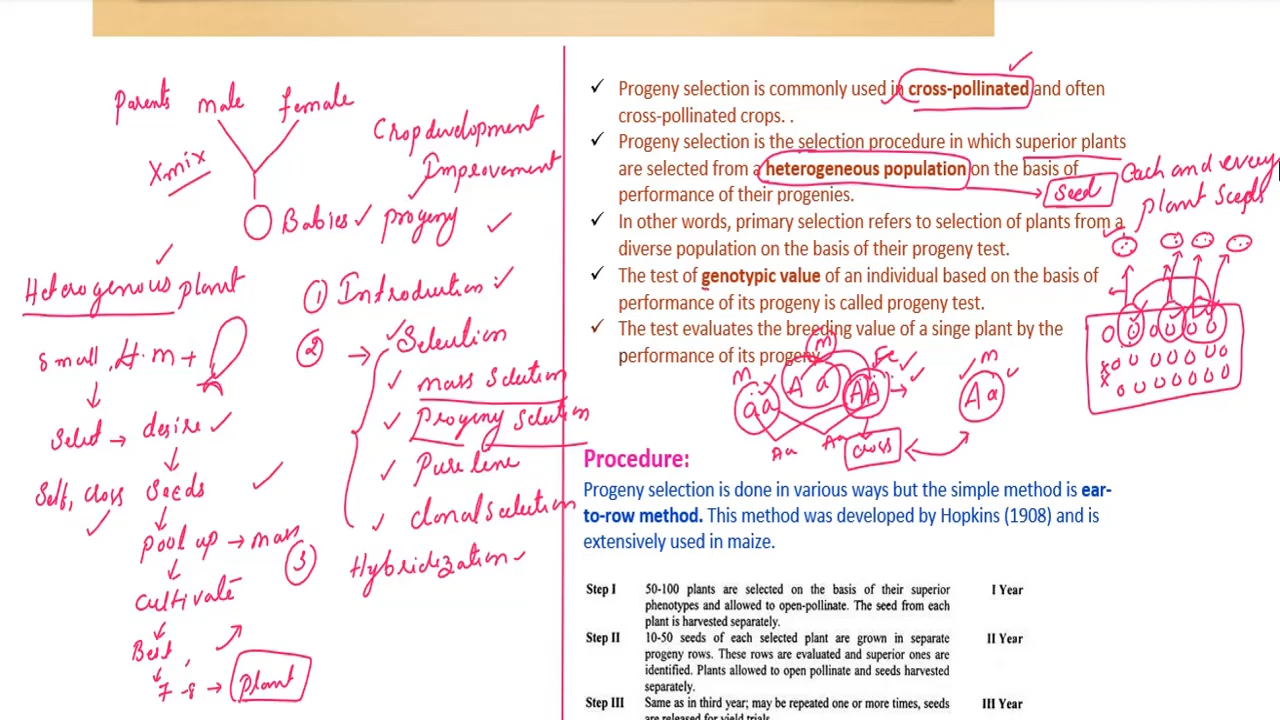 Parents male female
X mix
Crop development
Improvement
Babies progeny
Heterogenous plant
① Introduction
② → Selection
Small, H.m +
mass Selution
Select → desire
Progeny Selution
Pure line
Self, cross Seeds
clonal selection
Pool up → mass
③ Hybridization
Cultivate
Best
7-8 → plant
✓ Progeny selection is commonly used in cross-pollinated and often
cross-pollinated crops. .
✓ Progeny selection is the selection procedure in which superior plants
are selected from a heterogeneous population on the basis of
performance of their progenies.
Seed
Each and every
plant Seeds
✓ In other words, primary selection refers to selection of plants from a
diverse population on the basis of their progeny test.
✓ The test of genotypic value of an individual based on the basis of
performance of its progeny is called progeny test.
✓ The test evaluates the breeding value of a singe plant by the
performance of its progeny
m
m Fe m
aa Aa AA Aa
Aa Aa cross
Procedure:
Progeny selection is done in various ways but the simple method is ear-
to-row method. This method was developed by Hopkins (1908) and is
extensively used in maize.
Step I 50-100 plants are selected on the basis of their superior I Year
phenotypes and allowed to open-pollinate. The seed from each
plant is harvested separately.
Step II 10-50 seeds of each selected plant are grown in separate II Year
progeny rows. These rows are evaluated and superior ones are
identified. Plants allowed to open pollinate and seeds harvested
separately.
Step III Same as in third year; may be repeated one or more times, seeds III Year
are released for yield trials